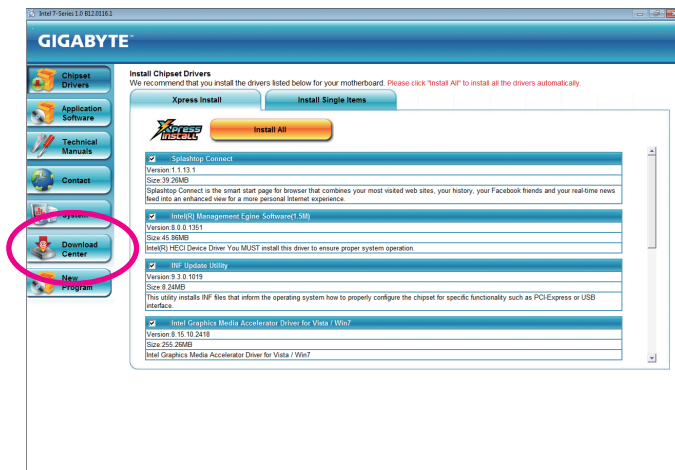 Intel 7-Series 1.0 B12.0116.1
GIGABYTE™
Chipset
Drivers
Application
Software
Technical
Manuals
Contact
System
Download
Center
New
Program
Install Chipset Drivers
We recommend that you install the drivers listed below for your motherboard. Please click "Install All" to install all the drivers automatically.
Xpress Install
Install Single Items
Xpress
Install
Install All
Splashtop Connect
Version:1.1.13.1
Size:39.26MB
Splashtop Connect is the smart start page for browser that combines your most visited web sites, your history, your Facebook friends and your real-time news
feed into an enhanced view for a more personal Internet experience.
Intel(R) Management Egine Software(1.5M)
Version:8.0.0.1351
Size:45.86MB
Intel(R) HECI Device Driver You MUST install this driver to ensure proper system operation.
INF Update Utility
Version:9.3.0.1019
Size:8.24MB
This utility installs INF files that inform the operating system how to properly configure the chipset for specific functionality such as PCI-Express or USB
interface.
Intel Graphics Media Accelerator Driver for Vista / Win7
Version:8.15.10.2418
Size:255.26MB
Intel Graphics Media Accelerator Driver for Vista / Win7